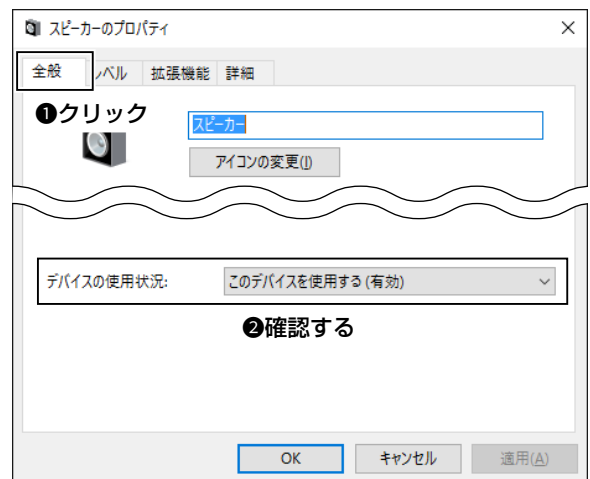 スピーカーのプロパティ
全般 レベル 拡張機能 詳細
❶クリック
スピーカー
アイコンの変更(I)
デバイスの使用状況: このデバイスを使用する (有効)
❷確認する
OK キャンセル 適用(A)